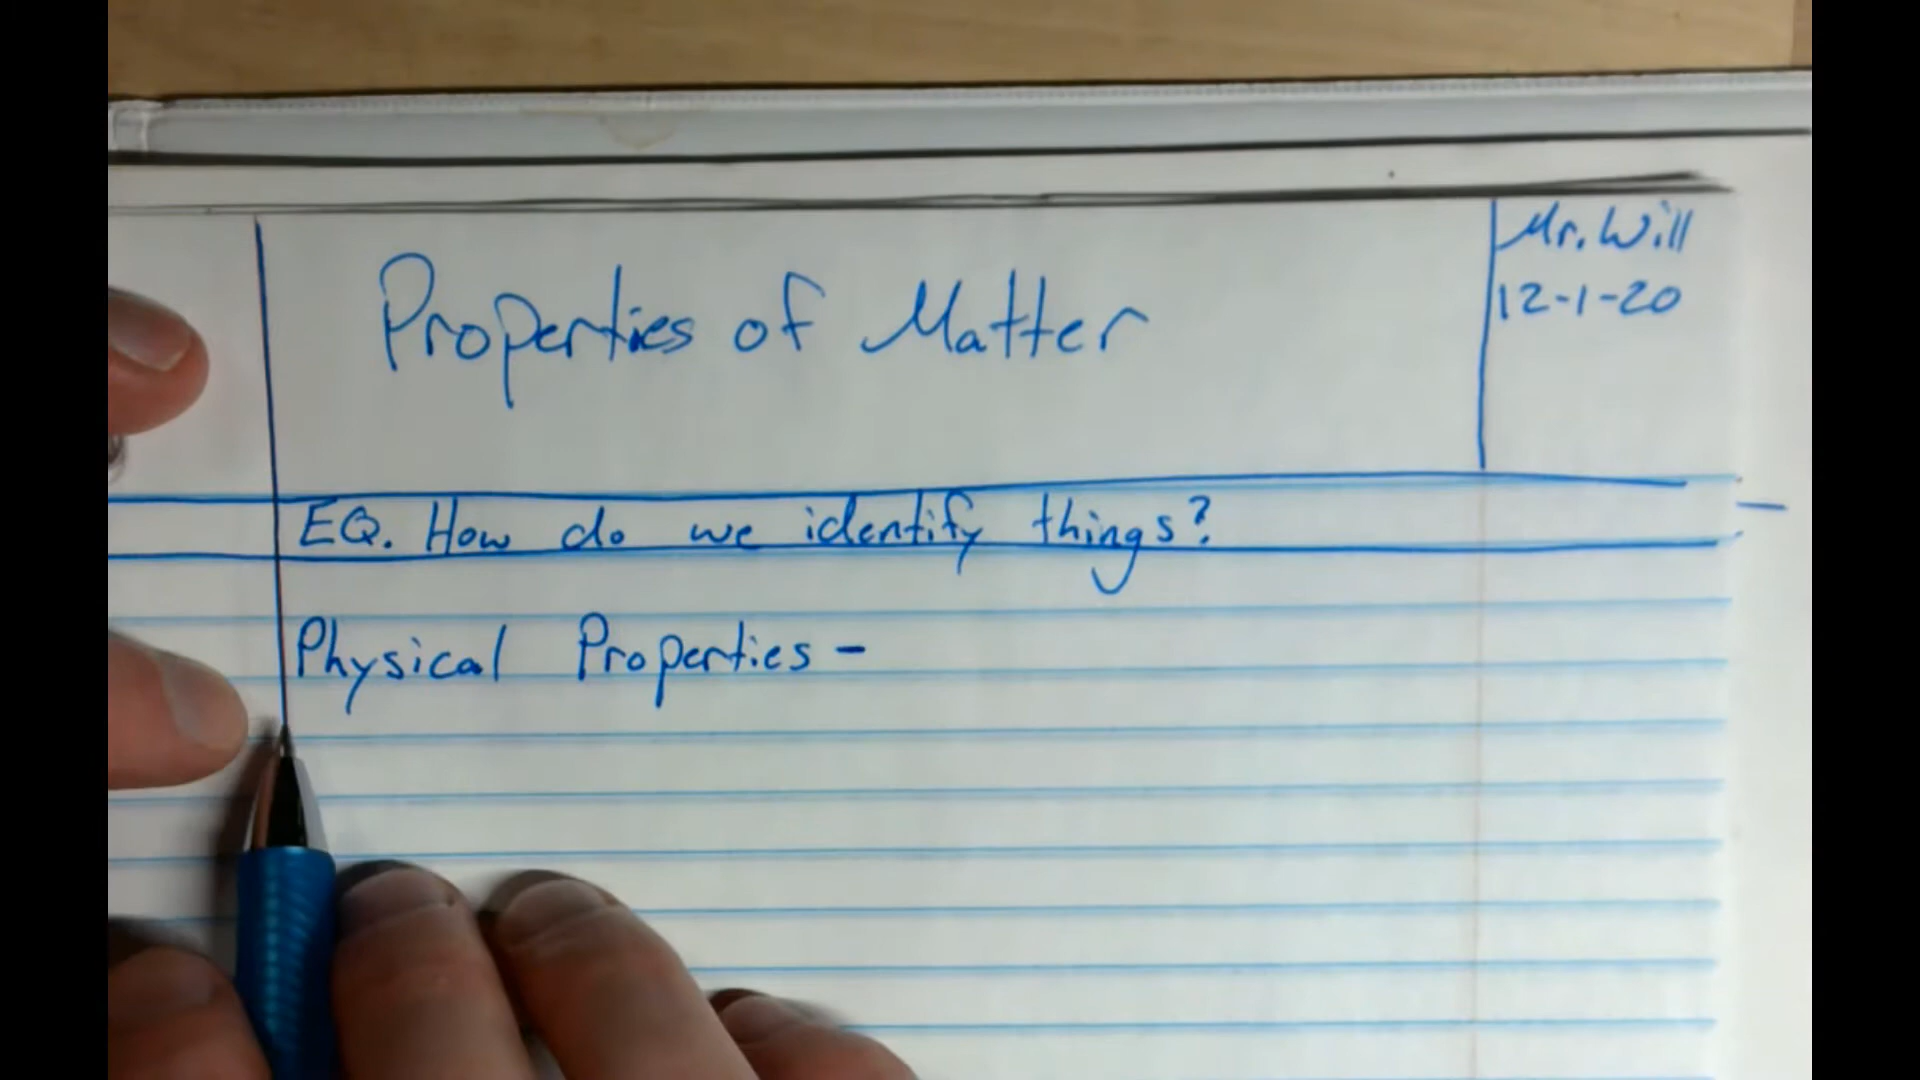 Properties of Matter
Mr. Will
12-1-20
EQ. How do we identify things?
Physical Properties -